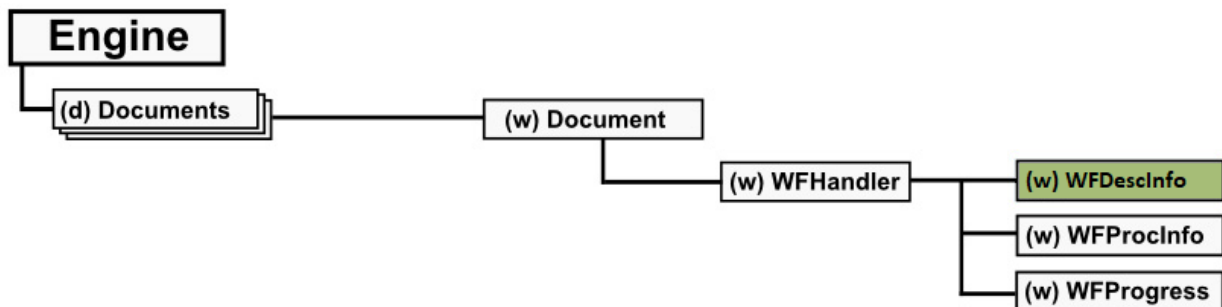 Engine
(d) Documents
(w) Document
(w) WFHandler
(w) WFDescInfo
(w) WFProcInfo
(w) WFProgress